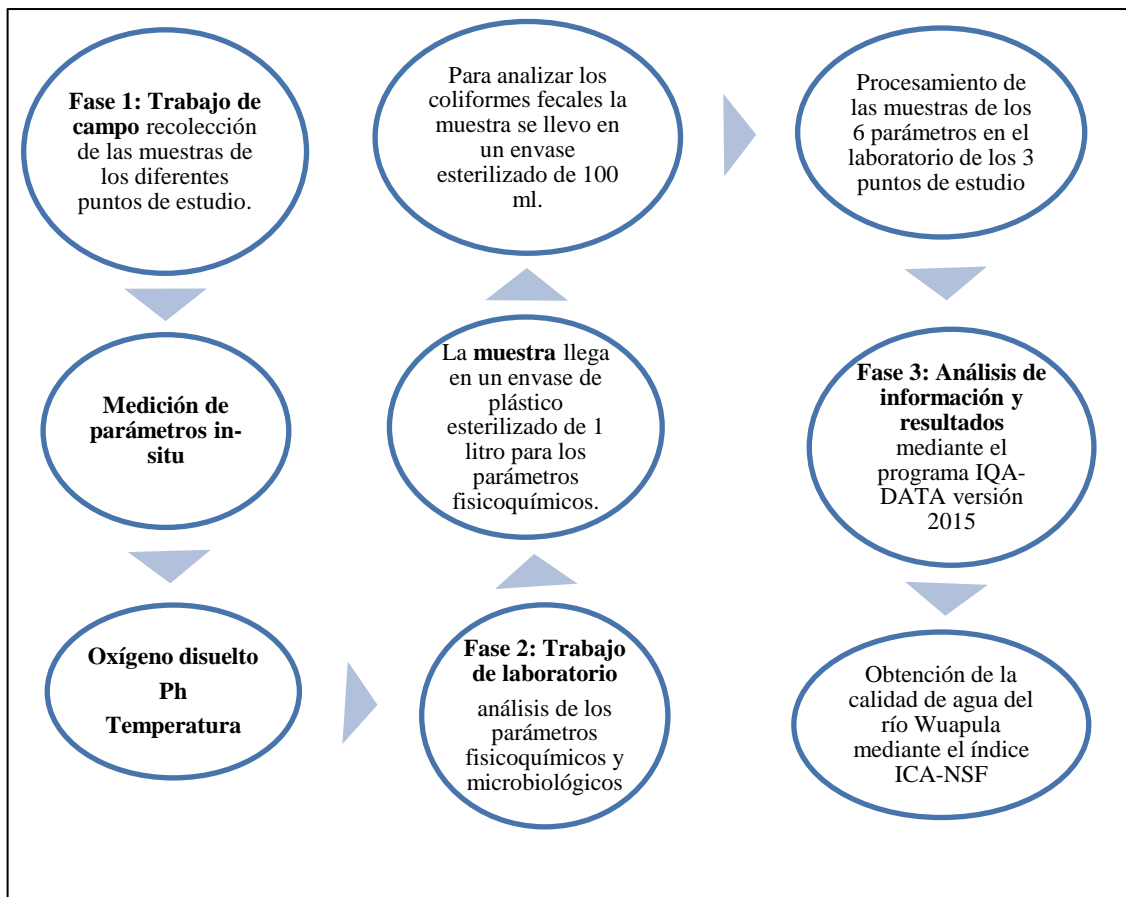 Fase 1: Trabajo de
campo recolección
de las muestras de
los diferentes
puntos de estudio.
Medición de
parámetros in-
situ
Oxígeno disuelto
Ph
Temperatura
Fase 2: Trabajo
de laboratorio
análisis de los
parámetros
fisicoquímicos y
microbiológicos
La muestra llega
en un envase de
plástico
esterilizado de 1
litro para los
parámetros
fisicoquímicos.
Para analizar los
coliformes fecales la
muestra se llevo en
un envase
esterilizado de 100
ml.
Procesamiento de
las muestras de los
6 parámetros en el
laboratorio de los 3
puntos de estudio
Fase 3: Análisis de
información y
resultados
mediante el
programa IQA-
DATA versión
2015
Obtención de la
calidad de agua del
río Wuapula
mediante el índice
ICA-NSF